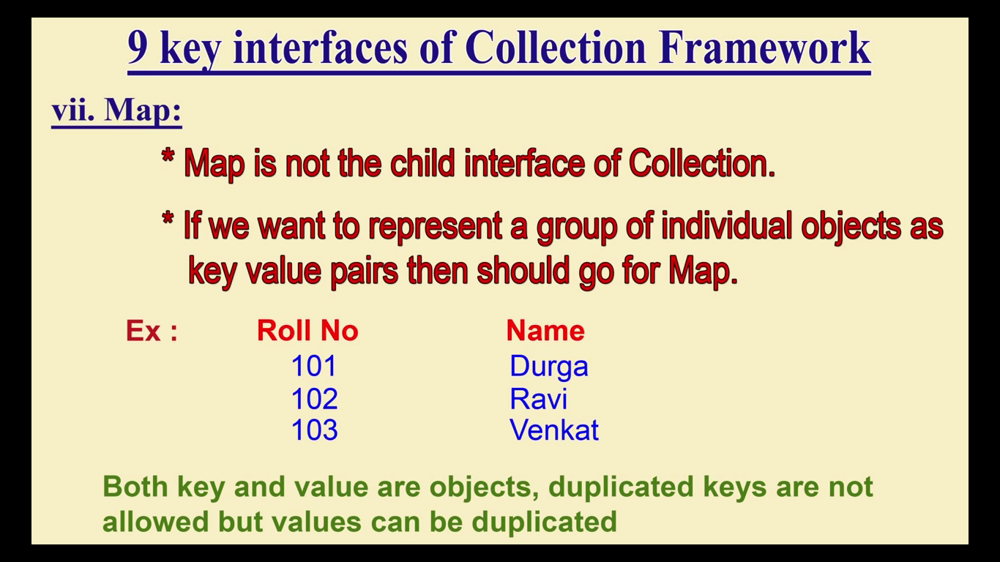 9 key interfaces of Collection Framework
vii. Map:
* Map is not the child interface of Collection.
* If we want to represent a group of individual objects as
key value pairs then should go for Map.
Ex : Roll No Name
101 Durga
102 Ravi
103 Venkat
Both key and value are objects, duplicated keys are not
allowed but values can be duplicated